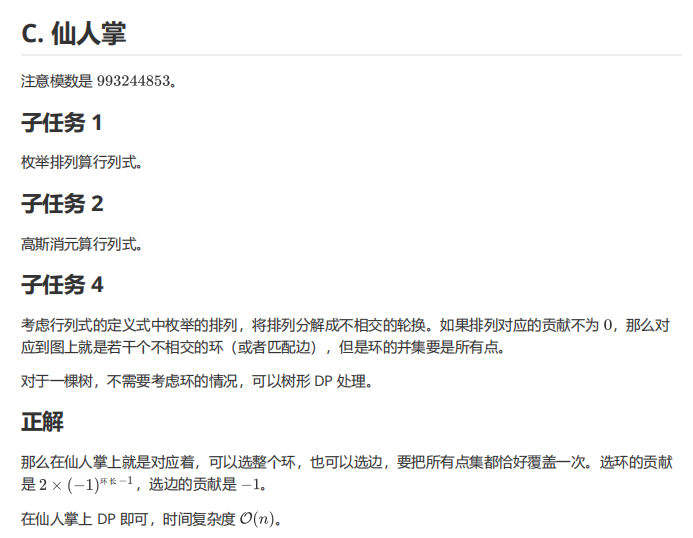 C. 仙人掌
注意模数是 993244853。
子任务 1
枚举排列算行列式。
子任务 2
高斯消元算行列式。
子任务 4
考虑行列式的定义式中枚举的排列，将排列分解成不相交的轮换。如果排列对应的贡献不为 0，那么对
应到图上就是若干个不相交的环（或者匹配边），但是环的并集要是所有点。
对于一棵树，不需要考虑环的情况，可以树形 DP 处理。
正解
那么在仙人掌上就是对应着，可以选整个环，也可以选边，要把所有点集都恰好覆盖一次。选环的贡献
是 2 × (−1)^{环长−1}，选边的贡献是 −1。
在仙人掌上 DP 即可，时间复杂度 O(n)。